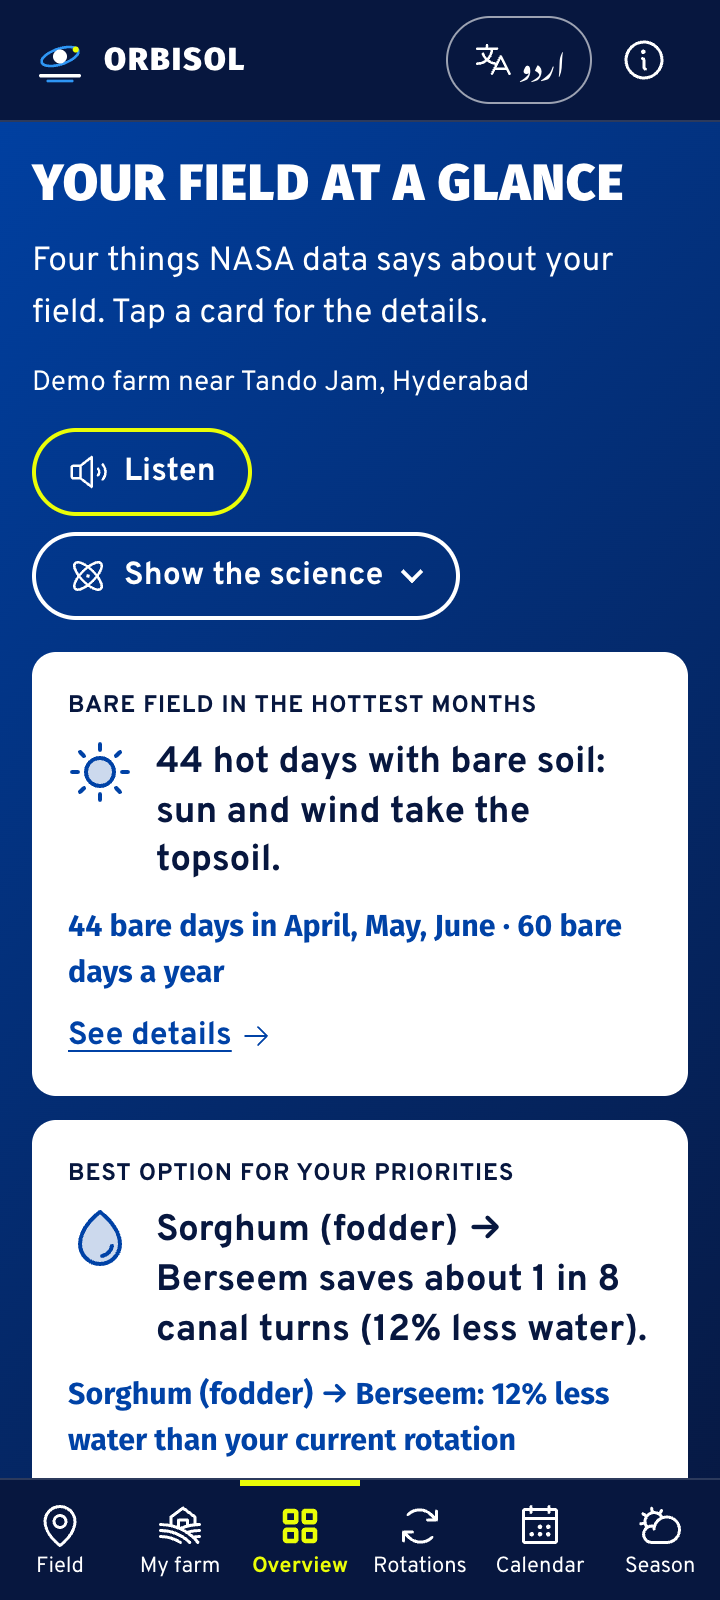 ORBISOL
اردو
YOUR FIELD AT A GLANCE
Four things NASA data says about your
field. Tap a card for the details.
Demo farm near Tando Jam, Hyderabad
Listen
Show the science
BARE FIELD IN THE HOTTEST MONTHS
44 hot days with bare soil:
sun and wind take the
topsoil.
44 bare days in April, May, June · 60 bare
days a year
See details →
BEST OPTION FOR YOUR PRIORITIES
Sorghum (fodder) →
Berseem saves about 1 in 8
canal turns (12% less water).
Sorghum (fodder) → Berseem: 12% less
water than your current rotation
Field My farm Overview Rotations Calendar Season